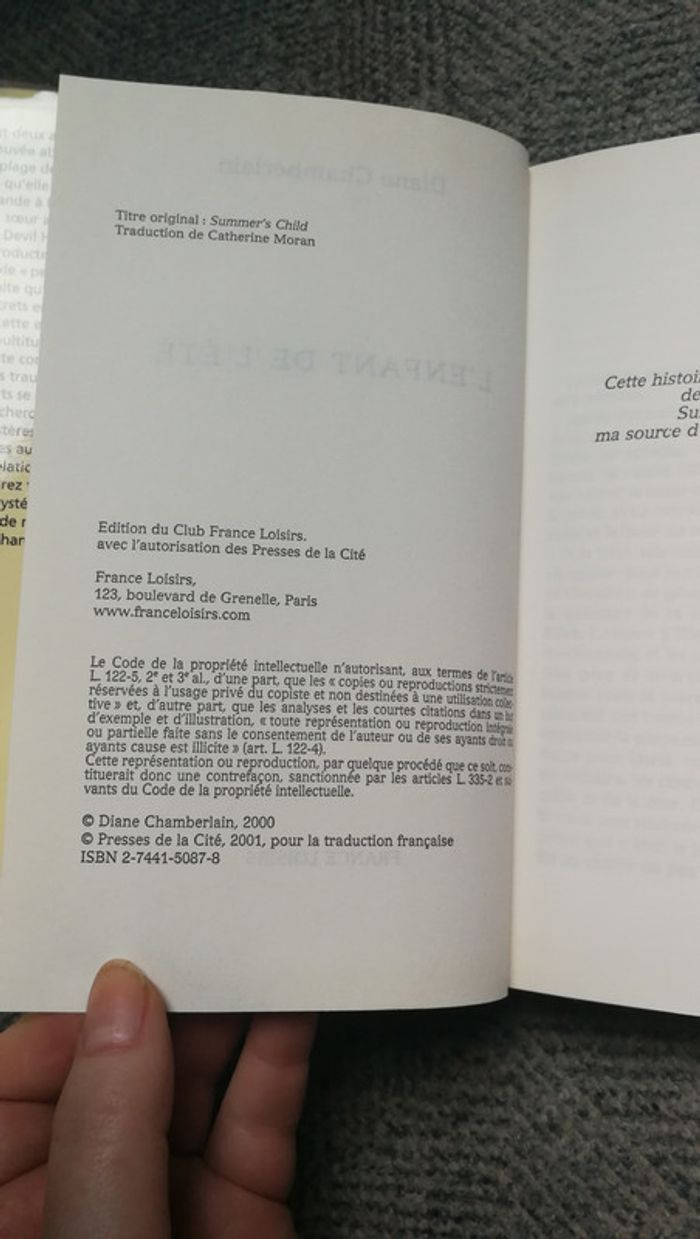 Titre original : Summer's Child
Traduction de Catherine Moran
Edition du Club France Loisirs,
avec l'autorisation des Presses de la Cité
France Loisirs,
123, boulevard de Grenelle, Paris
www.franceloisirs.com
Le Code de la propriété intellectuelle n'autorisant, aux termes de l'article
L. 122-5, 2e et 3e al., d'une part, que les « copies ou reproductions strictement
réservées à l'usage privé du copiste et non destinées à une utilisation collec-
tive » et, d'autre part, que les analyses et les courtes citations dans un but
d'exemple et d'illustration, « toute représentation ou reproduction intégrale
ou partielle faite sans le consentement de l'auteur ou de ses ayants droit ou
ayants cause est illicite » (art. L. 122-4).
Cette représentation ou reproduction, par quelque procédé que ce soit, cons-
tituerait donc une contrefaçon, sanctionnée par les articles L. 335-2 et sui-
vants du Code de la propriété intellectuelle.
© Diane Chamberlain, 2000
© Presses de la Cité, 2001, pour la traduction française
ISBN 2-7441-5087-8
Cette histoi
de
Su
ma source d